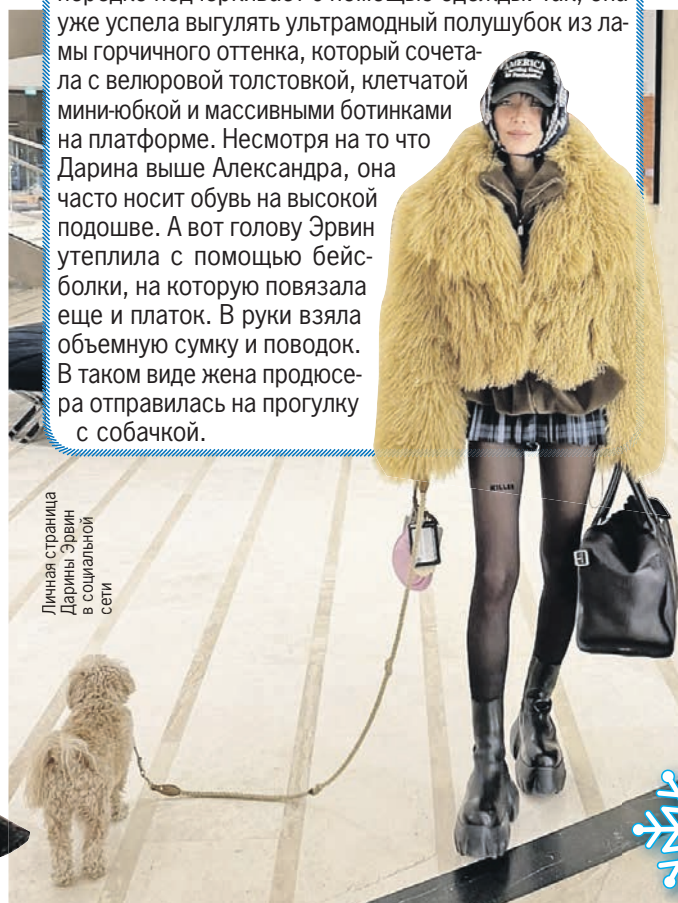 уже успела выгулять ультрамодный полушубок из ла-
мы горчичного оттенка, который сочета-
ла с велюровой толстовкой, клетчатой
мини-юбкой и массивными ботинками
на платформе. Несмотря на то что
Дарина выше Александра, она
часто носит обувь на высокой
подошве. А вот голову Эрвин
утеплила с помощью бейс-
болки, на которую повязала
еще и платок. В руки взяла
объемную сумку и поводок.
В таком виде жена продюсе-
ра отправилась на прогулку
с собачкой.
AMERICA
Личная страница
Дарины Эрвин
в социальной
сети